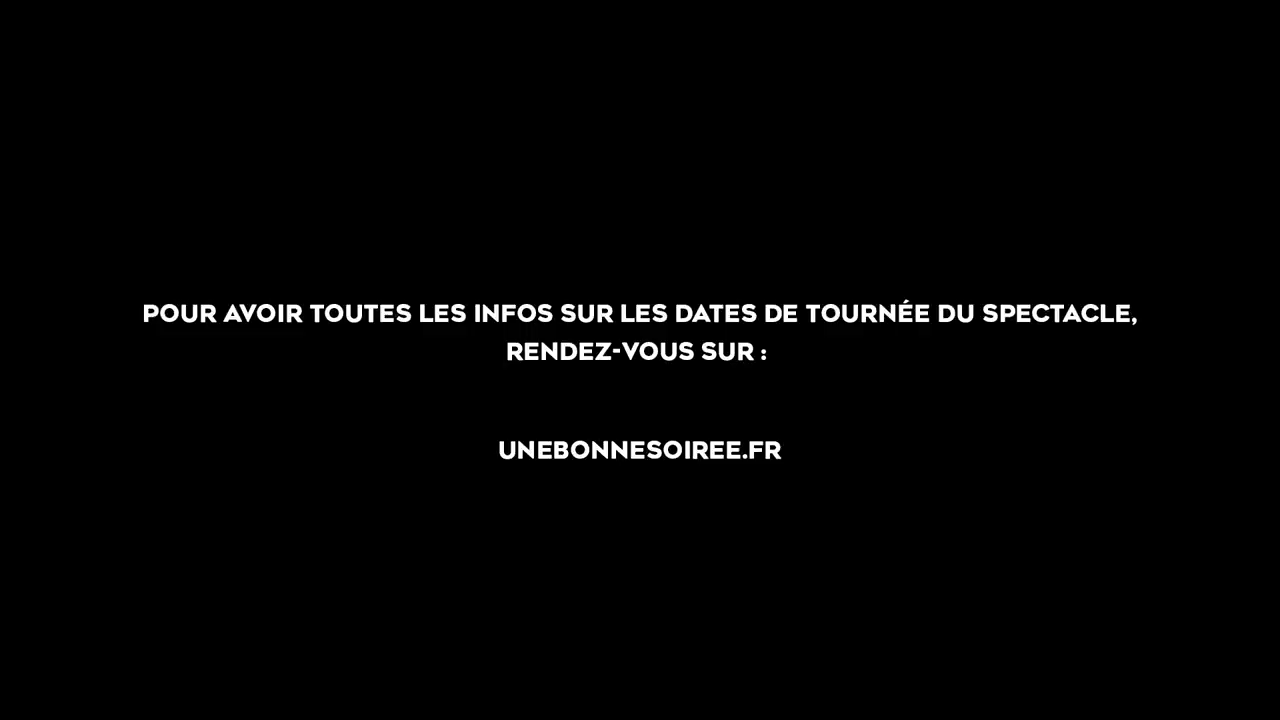 POUR AVOIR TOUTES LES INFOS SUR LES DATES DE TOURNÉE DU SPECTACLE,
RENDEZ-VOUS SUR :
UNEBONNESOIREE.FR